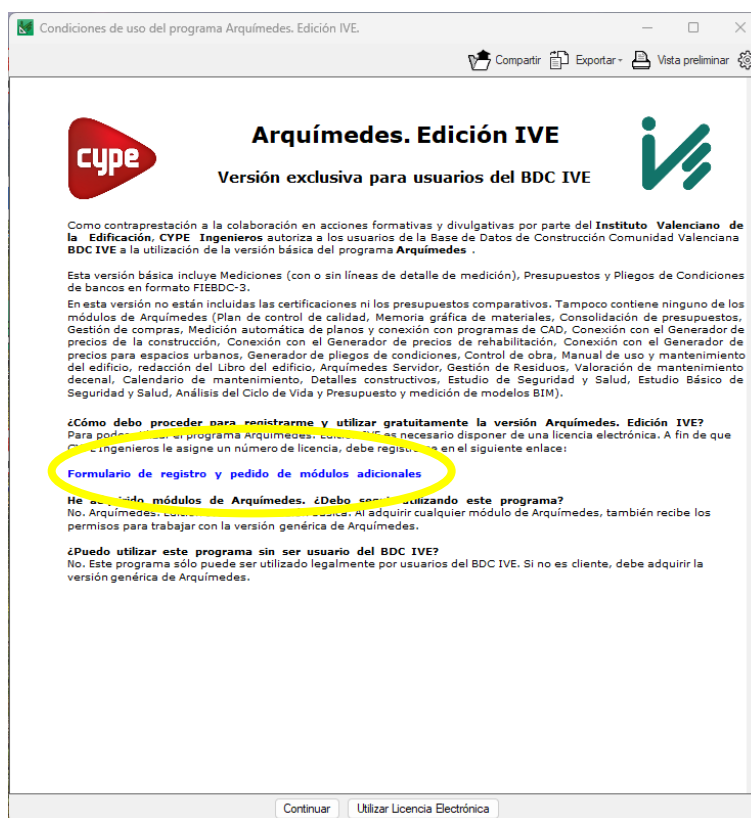 Condiciones de uso del programa Arquímedes. Edición IVE.
Compartir Exportar Vista preliminar
cype
Arquímedes. Edición IVE
Versión exclusiva para usuarios del BDC IVE
Como contraprestación a la colaboración en acciones formativas y divulgativas por parte del Instituto Valenciano de
la Edificación, CYPE Ingenieros autoriza a los usuarios de la Base de Datos de Construcción Comunidad Valenciana
BDC IVE a la utilización de la versión básica del programa Arquímedes .
Esta versión básica incluye Mediciones (con o sin líneas de detalle de medición), Presupuestos y Pliegos de Condiciones
de bancos en formato FIEBDC-3.
En esta versión no están incluidas las certificaciones ni los presupuestos comparativos. Tampoco contiene ninguno de los
módulos de Arquímedes (Plan de control de calidad, Memoria gráfica de materiales, Consolidación de presupuestos,
Gestión de compras, Medición automática de planos y conexión con programas de CAD, Conexión con el Generador de
precios de la construcción, Conexión con el Generador de precios de rehabilitación, Conexión con el Generador de
precios para espacios urbanos, Generador de pliegos de condiciones, Control de obra, Manual de uso y mantenimiento
del edificio, redacción del Libro del edificio, Arquímedes Servidor, Gestión de Residuos, Valoración de mantenimiento
decenal, Calendario de mantenimiento, Detalles constructivos, Estudio de Seguridad y Salud, Estudio Básico de
Seguridad y Salud, Análisis del Ciclo de Vida y Presupuesto y medición de modelos BIM).
¿Cómo debo proceder para registrarme y utilizar gratuitamente la versión Arquímedes. Edición IVE?
Para poder el programa Arquímedes. IVE es necesario disponer de una licencia electrónica. A fin de que
Ingenieros le asigne un número de licencia, debe registrarse en el siguiente enlace:
Formulario de registro y pedido de módulos adicionales
He adquirido módulos de Arquímedes. ¿Debo seguir utilizando este programa?
No. Arquímedes. básica. Al adquirir cualquier módulo de Arquímedes, también recibe los
permisos para trabajar con la versión genérica de Arquímedes.
¿Puedo utilizar este programa sin ser usuario del BDC IVE?
No. Este programa sólo puede ser utilizado legalmente por usuarios del BDC IVE. Si no es cliente, debe adquirir la
versión genérica de Arquímedes.
Continuar Utilizar Licencia Electrónica